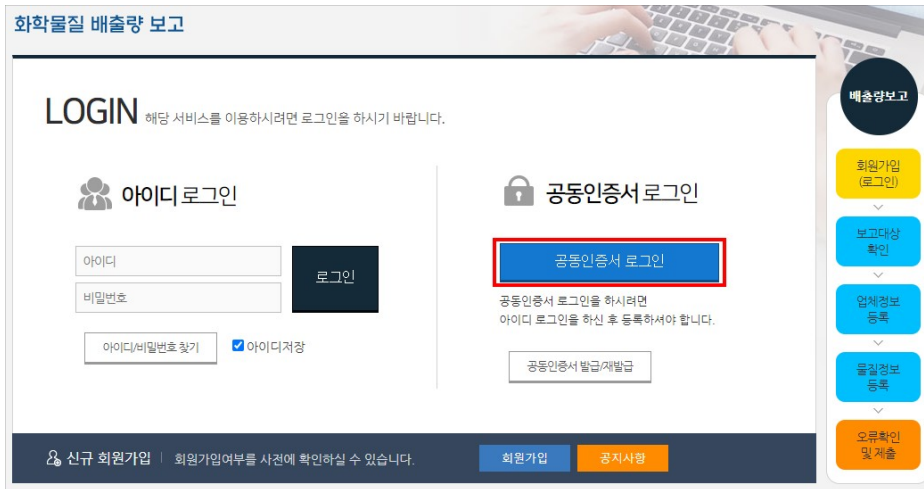 화학물질 배출량 보고
LOGIN 해당 서비스를 이용하시려면 로그인을 하시기 바랍니다.
아이디 로그인
아이디
비밀번호
로그인
아이디/비밀번호 찾기
아이디저장
공동인증서 로그인
공동인증서 로그인
공동인증서 로그인을 하시려면
아이디 로그인을 하신 후 등록하셔야 합니다.
공동인증서 발급/재발급
신규 회원가입 회원가입여부를 사전에 확인하실 수 있습니다.
회원가입
공지사항
배출량보고
회원가입
(로그인)
보고대상
확인
업체정보
등록
물질정보
등록
오류확인
및 제출